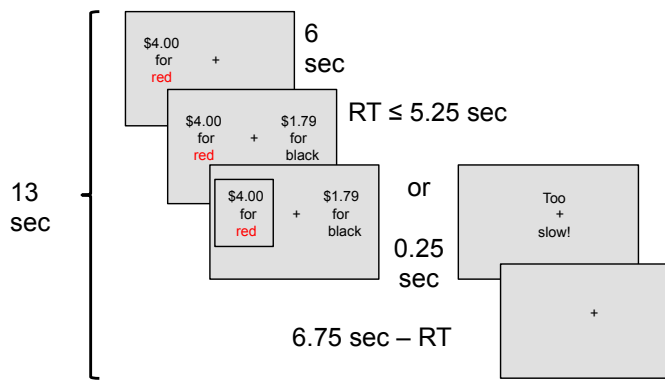 $4.00
for
red
+
6
sec
$4.00
for
red
+
$1.79
for
black
RT ≤ 5.25 sec
13
sec
$4.00
for
red
+
$1.79
for
black
or
Too
+
slow!
0.25
sec
+
6.75 sec – RT